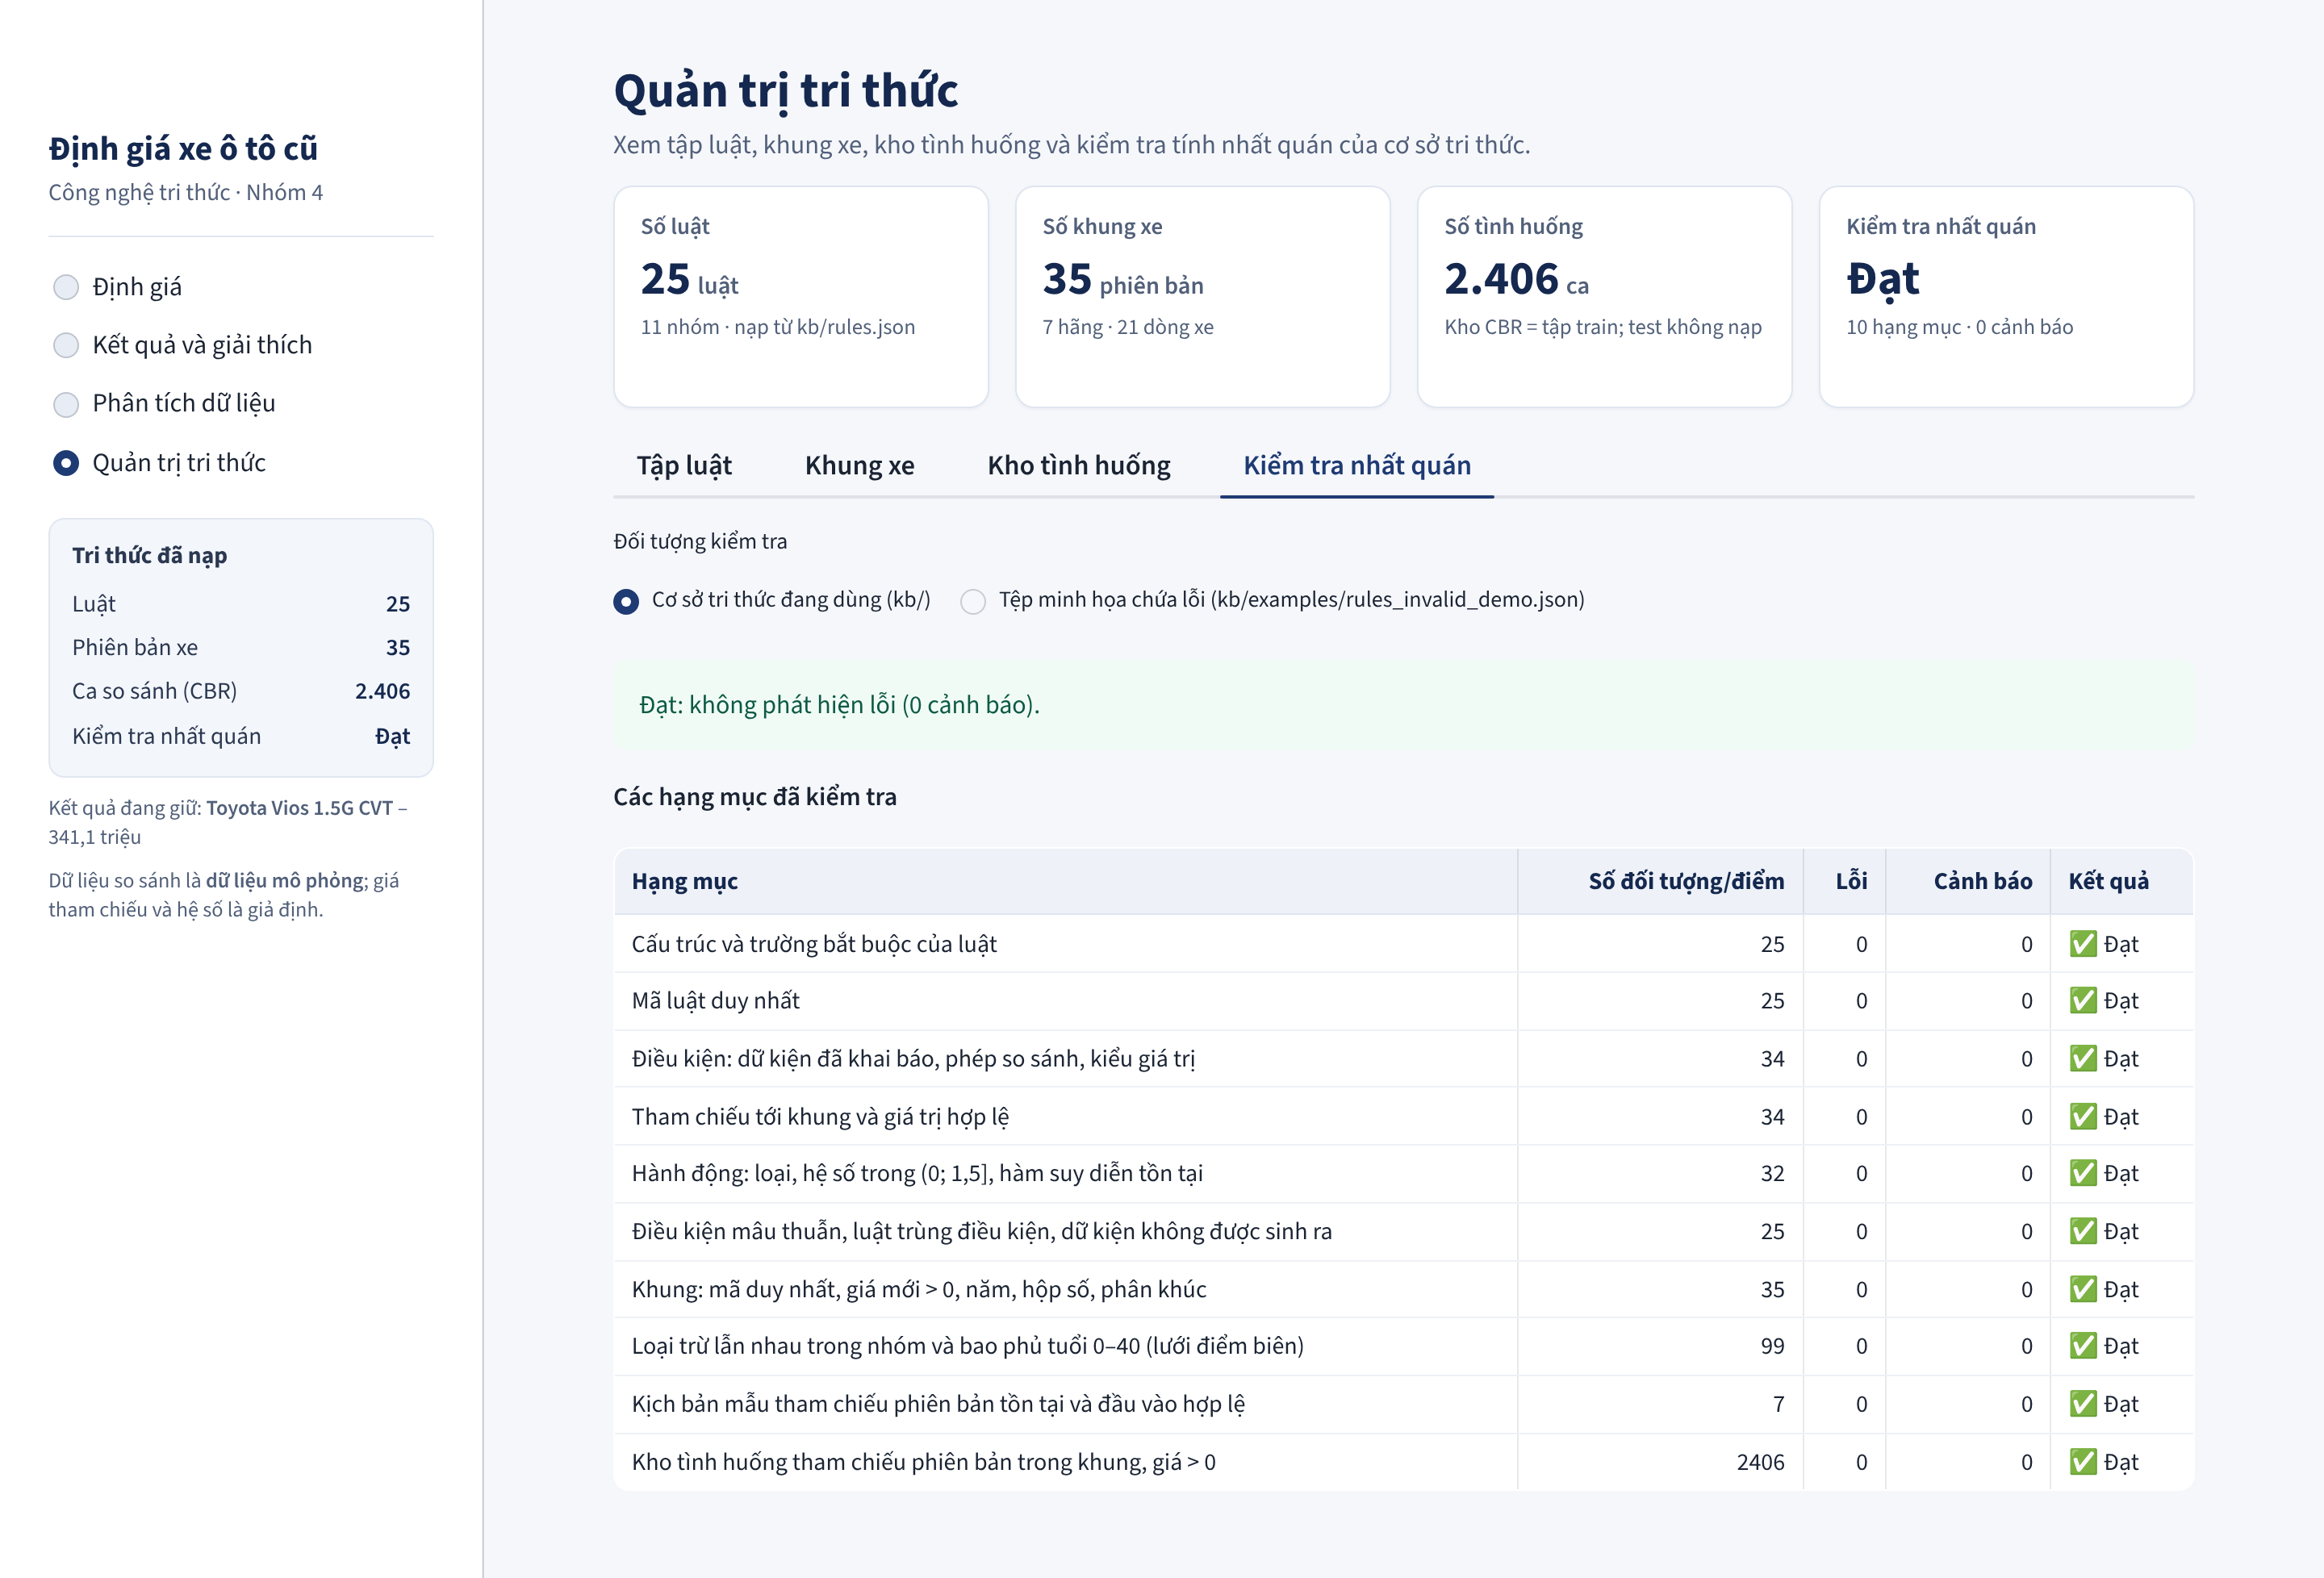 Định giá xe ô tô cũ
Công nghệ tri thức · Nhóm 4
Định giá
Kết quả và giải thích
Phân tích dữ liệu
Quản trị tri thức
Tri thức đã nạp
Luật 25
Phiên bản xe 35
Ca so sánh (CBR) 2.406
Kiểm tra nhất quán Đạt
Kết quả đang giữ: Toyota Vios 1.5G CVT –
341,1 triệu
Dữ liệu so sánh là dữ liệu mô phỏng; giá
tham chiếu và hệ số là giả định.
Quản trị tri thức
Xem tập luật, khung xe, kho tình huống và kiểm tra tính nhất quán của cơ sở tri thức.
Số luật
25 luật
11 nhóm · nạp từ kb/rules.json
Số khung xe
35 phiên bản
7 hãng · 21 dòng xe
Số tình huống
2.406 ca
Kho CBR = tập train; test không nạp
Kiểm tra nhất quán
Đạt
10 hạng mục · 0 cảnh báo
Tập luật Khung xe Kho tình huống Kiểm tra nhất quán
Đối tượng kiểm tra
Cơ sở tri thức đang dùng (kb/) Tệp minh họa chứa lỗi (kb/examples/rules_invalid_demo.json)
Đạt: không phát hiện lỗi (0 cảnh báo).
Các hạng mục đã kiểm tra
Hạng mục Số đối tượng/điểm Lỗi Cảnh báo Kết quả
Cấu trúc và trường bắt buộc của luật 25 0 0 ✅ Đạt
Mã luật duy nhất 25 0 0 ✅ Đạt
Điều kiện: dữ kiện đã khai báo, phép so sánh, kiểu giá trị 34 0 0 ✅ Đạt
Tham chiếu tới khung và giá trị hợp lệ 34 0 0 ✅ Đạt
Hành động: loại, hệ số trong (0; 1,5], hàm suy diễn tồn tại 32 0 0 ✅ Đạt
Điều kiện mâu thuẫn, luật trùng điều kiện, dữ kiện không được sinh ra 25 0 0 ✅ Đạt
Khung: mã duy nhất, giá mới > 0, năm, hộp số, phân khúc 35 0 0 ✅ Đạt
Loại trừ lẫn nhau trong nhóm và bao phủ tuổi 0–40 (lưới điểm biên) 99 0 0 ✅ Đạt
Kịch bản mẫu tham chiếu phiên bản tồn tại và đầu vào hợp lệ 7 0 0 ✅ Đạt
Kho tình huống tham chiếu phiên bản trong khung, giá > 0 2406 0 0 ✅ Đạt